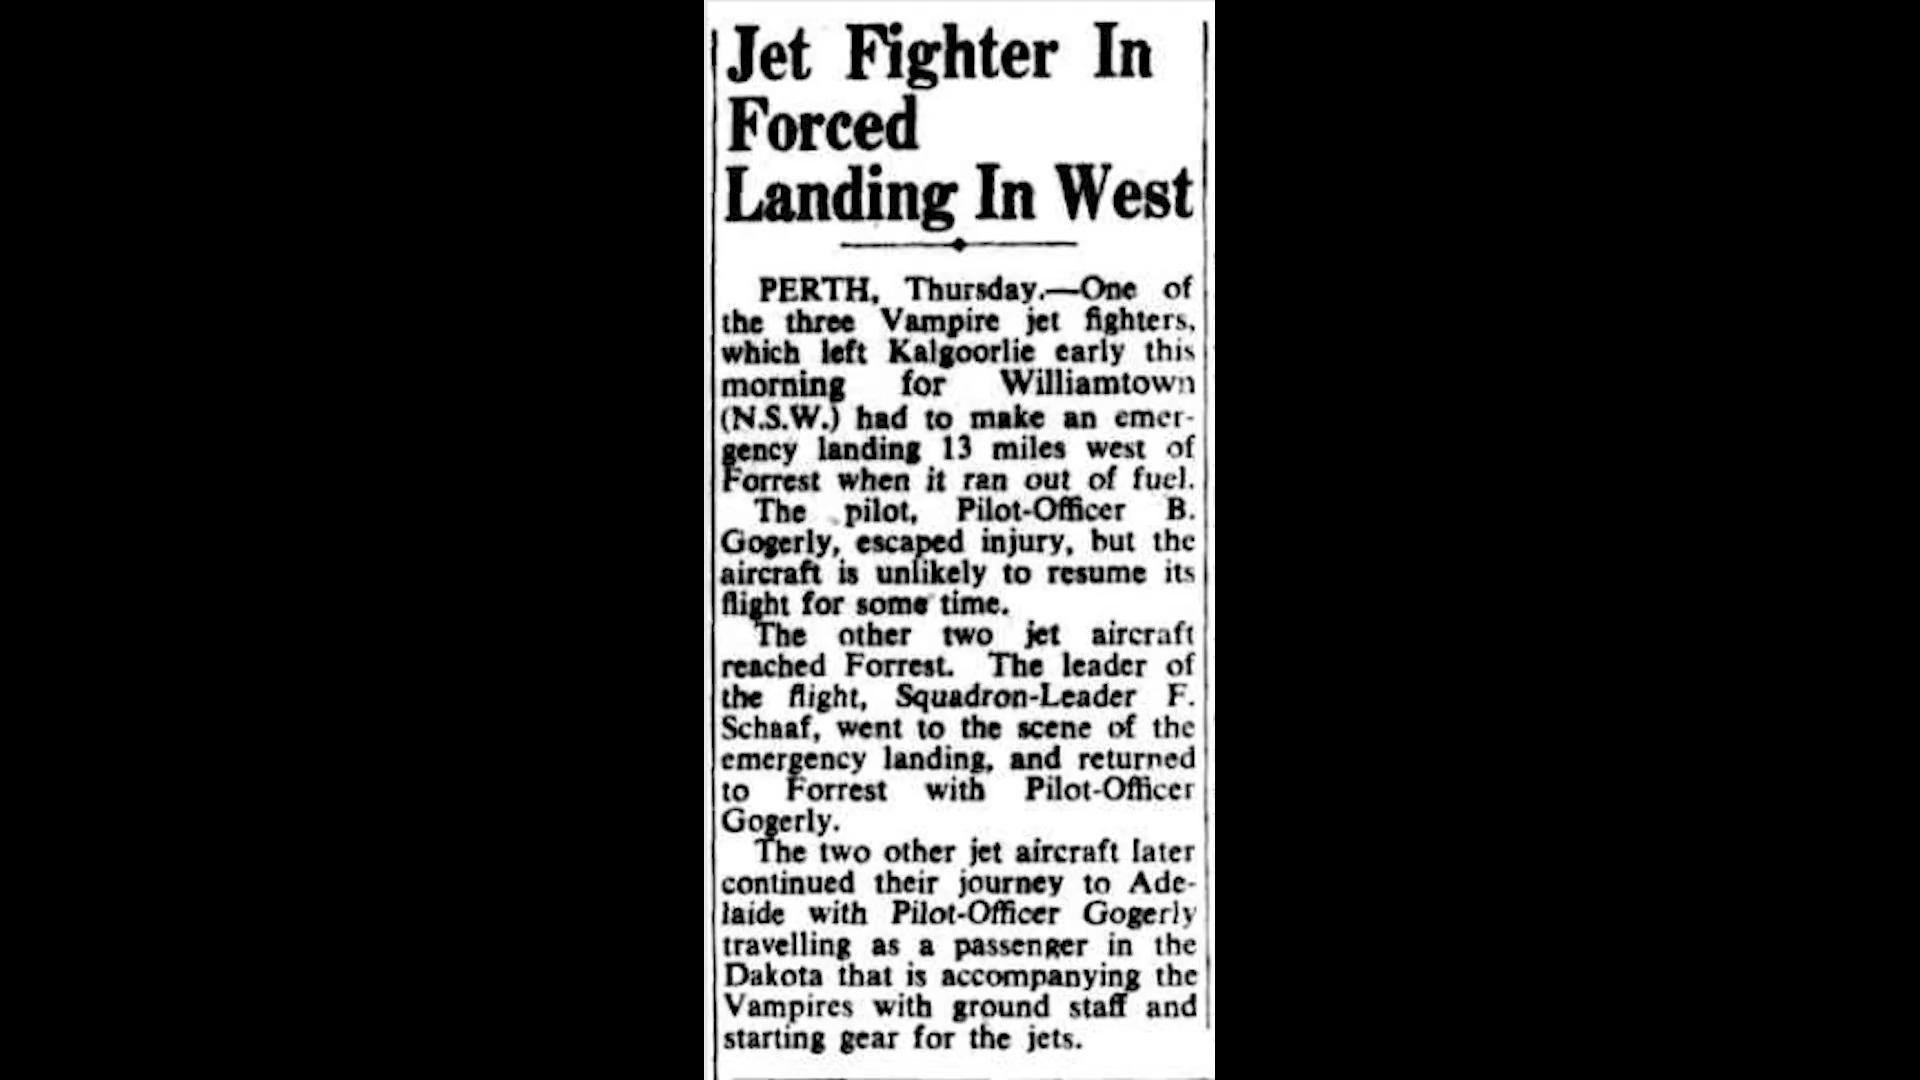 Jet Fighter In
Forced
Landing In West
PERTH, Thursday.—One of
the three Vampire jet fighters,
which left Kalgoorlie early this
morning for Williamtown
(N.S.W.) had to make an emer-
gency landing 13 miles west of
Forrest when it ran out of fuel.
The pilot, Pilot-Officer B.
Gogerly, escaped injury, but the
aircraft is unlikely to resume its
flight for some time.
The other two jet aircraft
reached Forrest. The leader of
the flight, Squadron-Leader F.
Schaaf, went to the scene of the
emergency landing, and returned
to Forrest with Pilot-Officer
Gogerly.
The two other jet aircraft later
continued their journey to Ade-
laide with Pilot-Officer Gogerly
travelling as a passenger in the
Dakota that is accompanying the
Vampires with ground staff and
starting gear for the jets.